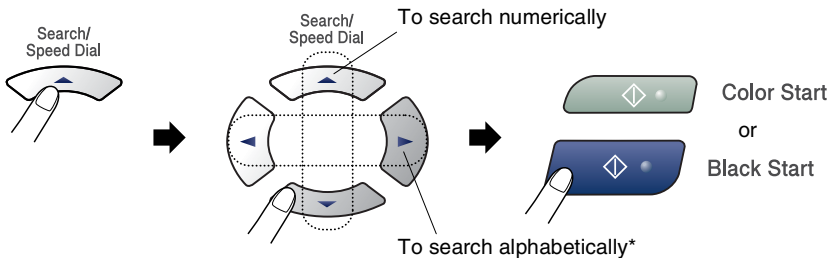 Search/
Speed Dial
Search/
Speed Dial
To search numerically
To search alphabetically*
Color Start
or
Black Start